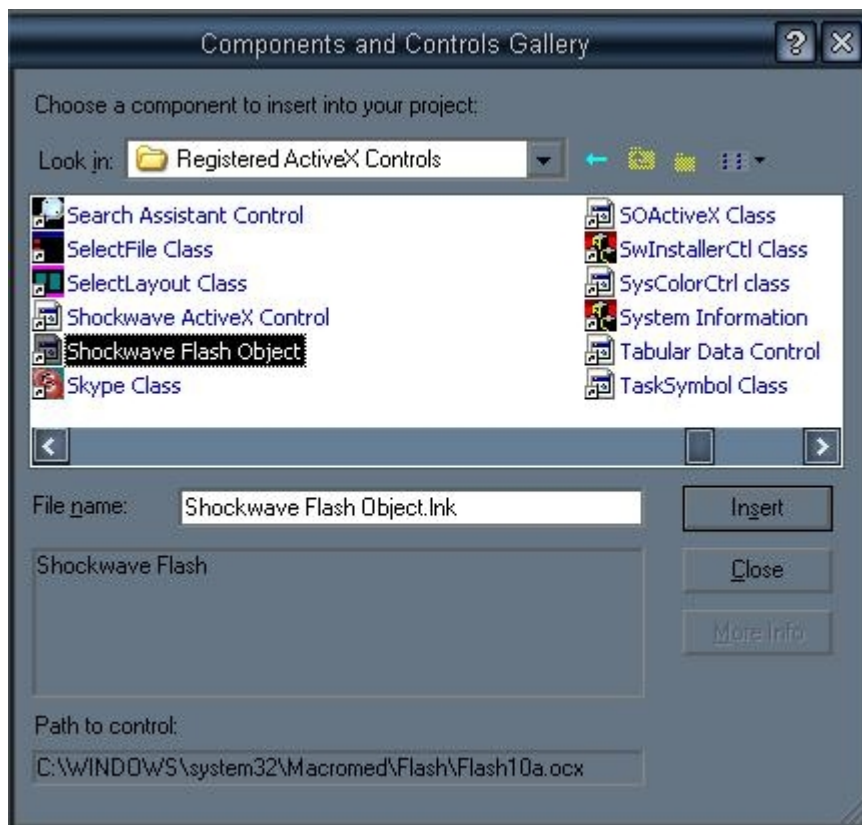 Components and Controls Gallery
Choose a component to insert into your project:
Look in: Registered ActiveX Controls
Search Assistant Control
SelectFile Class
SelectLayout Class
Shockwave ActiveX Control
Shockwave Flash Object
Skype Class
SOActiveX Class
SwInstallerCtl Class
SysColorCtrl class
System Information
Tabular Data Control
TaskSymbol Class
File name: Shockwave Flash Object.lnk
Insert
Shockwave Flash
Close
More Info
Path to control:
C:\WINDOWS\system32\Macromed\Flash\Flash10a.ocx